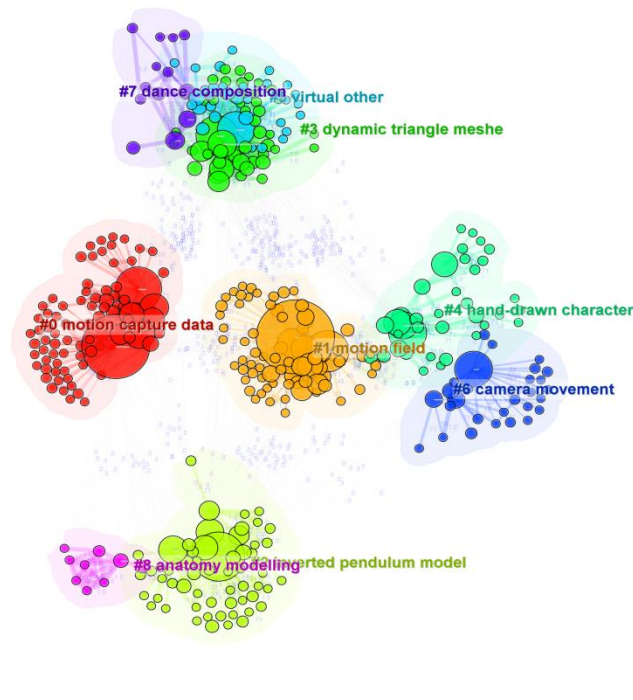 #7 dance composition
virtual other
#3 dynamic triangle meshe
#0 motion capture data
#4 hand-drawn character
#1 motion field
#6 camera movement
#8 anatomy modelling
pendulum model